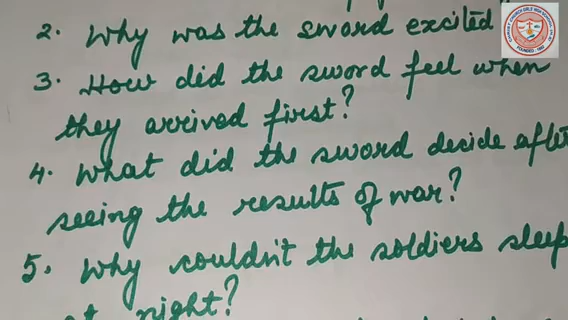 2. Why was the sword excited
3. How did the sword feel when
they arrived first?
4. What did the sword decide after
seeing the results of war?
5. Why couldn't the soldiers sleep
at night?